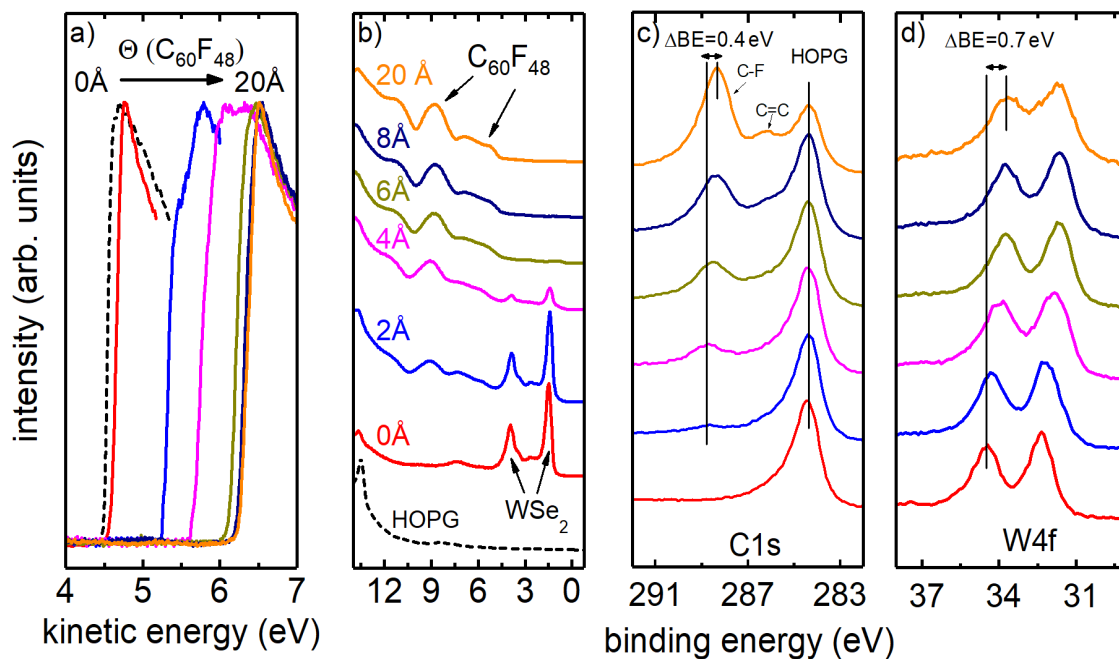 intensity (arb. units)
a)
Θ (C₆₀F₄₈)
0Å
20Å
4
5
6
7
kinetic energy (eV)
b)
C₆₀F₄₈
20 Å
8Å
6Å
4Å
2Å
0Å
WSe₂
HOPG
12
9
6
3
0
c)
ΔBE=0.4 eV
HOPG
C-F
C=C
C1s
291
287
283
d)
ΔBE=0.7 eV
W4f
37
34
31
binding energy (eV)